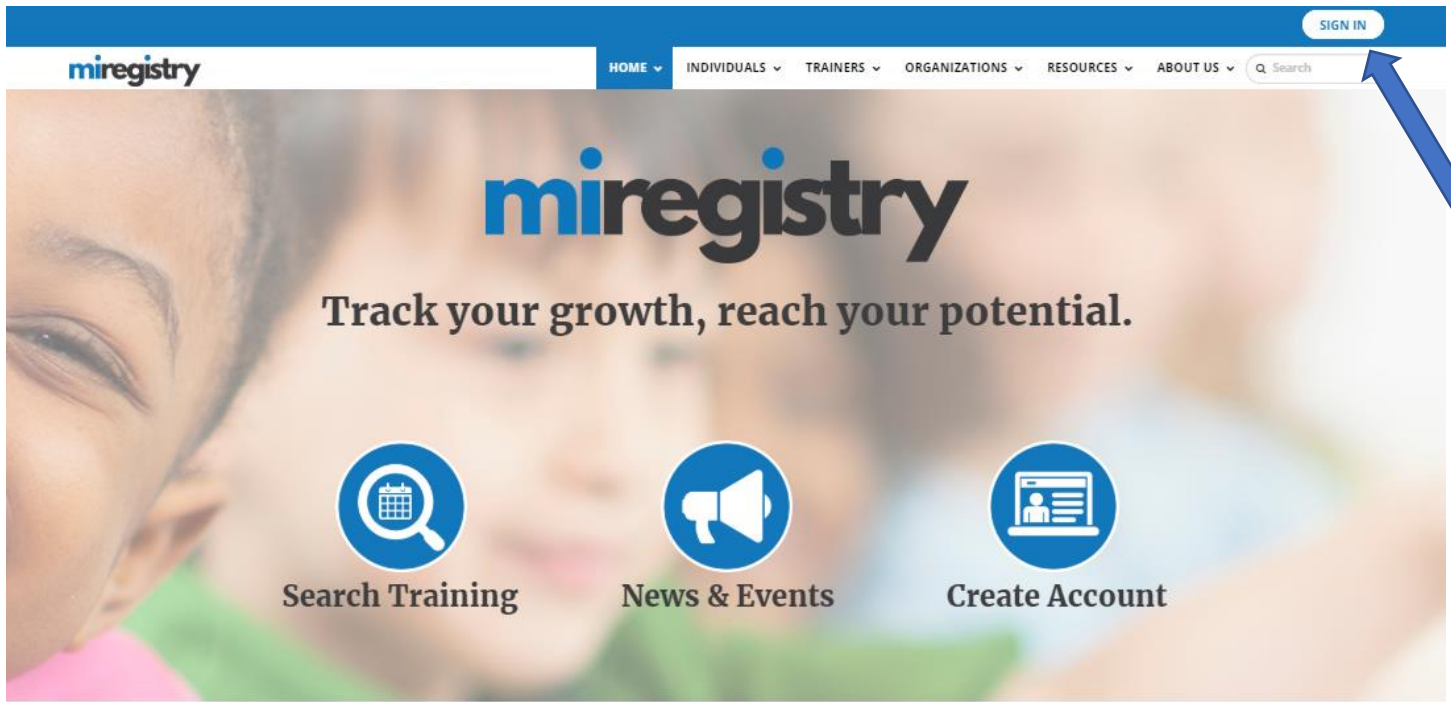 SIGN IN
miregistry
HOME INDIVIDUALS TRAINERS ORGANIZATIONS RESOURCES ABOUT US Search
miregistry
Track your growth, reach your potential.
Search Training News & Events Create Account